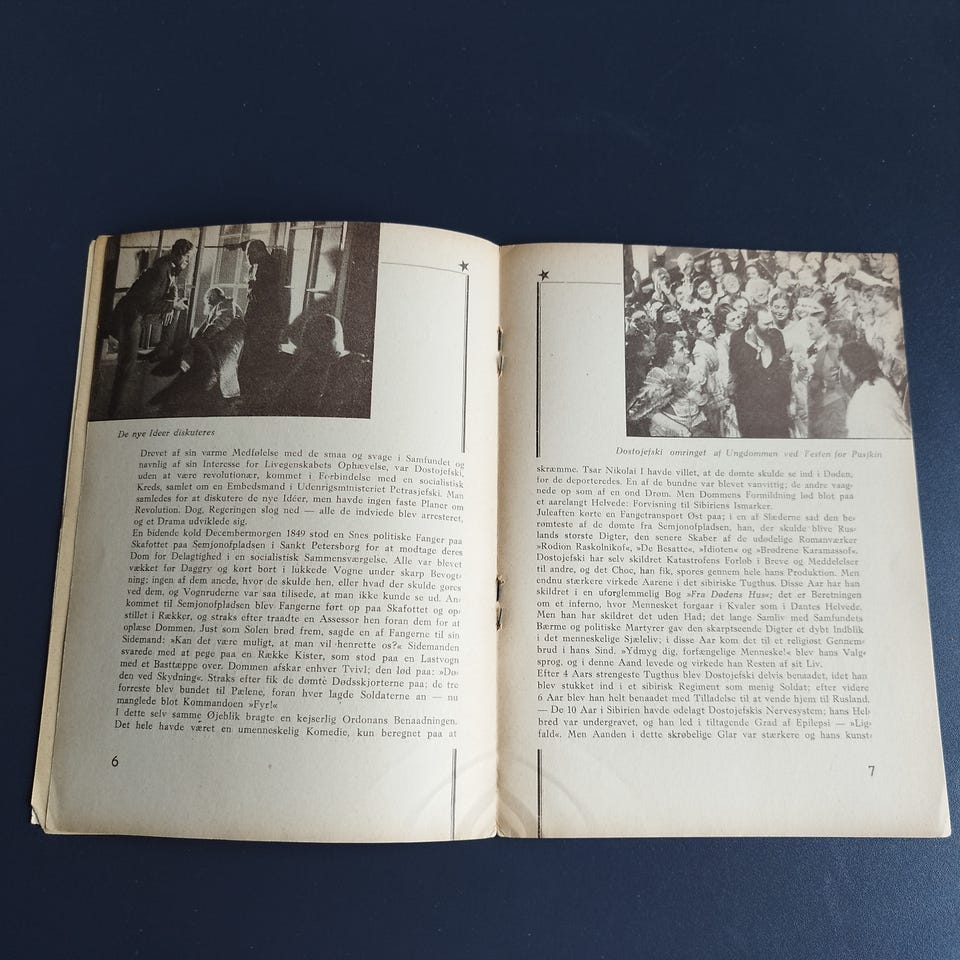 De nye Ideer diskuteres
Drevet af sin varme Medfølelse med de smaa og svage i Samfundet og
navnlig af sin Interesse for Livegenskabets Ophævelse, var Dostojefski,
uden at være revolutionær, kommet i Forbindelse med en socialistisk
Kreds, samlet om en Embedsmand i Udenrigsministeriet Petrasjefski. Man
samledes for at diskutere de nye Idéer, men havde ingen faste Planer om
Revolution. Dog, Regeringen slog ned — alle de indviede blev arresteret,
og et Drama udviklede sig.
En bidende kold Decembermorgen 1849 stod en Snes politiske Fanger paa
Skafottet paa Semjonofpladsen i Sankt Petersborg for at modtage deres
Dom for Delagtighed i en socialistisk Sammensværgelse. Alle var blevet
vækket før Daggry og kørt bort i lukkede Vogne under skarp Bevogt-
ning; ingen af dem anede, hvor de skulde hen, eller hvad der skulde gøres
ved dem, og Vognruderne var saa tilisede, at man ikke kunde se ud. An-
kommet til Semjonofpladsen blev Fangerne ført op paa Skafottet og op-
stillet i Rækker, og straks efter traadte en Assessor hen foran dem for at
oplæse Dommen. Just som Solen brød frem, sagde en af Fangerne til sin
Sidemand: »Kan det være muligt, at man vil henrette os?« Sidemanden
svarede med at pege paa en Række Kister, som stod paa en Lastvogn
med et Basttæppe over. Dommen afskar enhver Tvivl; den lød paa: »Dø-
den ved Skydning«. Straks efter fik de dømte Dødsskjorterne paa; de tre
forreste blev bundet til Pælene, foran hver lagde Soldaterne an — nu
manglede blot Kommandoen »Fyr!«
I dette selv samme Øjeblik bragte en kejserlig Ordonans Benaadningen.
Det hele havde været en umenneskelig Komedie, kun beregnet paa at
6
Dostojefski omringet af Ungdommen ved Festen for Pusjkin
skræmme. Tsar Nikolai I havde villet, at de dømte skulde se ind i Døden,
for de deporteredes. En af de bundne var blevet vanvittig; de andre vaag-
nede op som af en ond Drøm. Men Dommens Formildning lød blot paa
et aarelangt Helvede: Forvisning til Sibiriens Ismarker.
Juleaften kørte en Fangetransport Øst paa; i en af Slæderne sad den be-
rømteste af de dømte fra Semjonofpladsen, han, der skulde blive Rus-
lands største Digter, den senere Skaber af de udødelige Romanværker
»Rodion Raskolnikof«, »De Besatte«, »Idioten« og »Brødrene Karamassof«.
Dostojefski har selv skildret Katastrofens Forløb i Breve og Meddelelser
til andre, og det Choc, han fik, spores gennem hele hans Produktion. Men
endnu stærkere virkede Aarene i det sibiriske Tugthus. Disse Aar har han
skildret i en uforglemmelig Bog »Fra Dødens Hus«; det er Beretningen
om et inferno, hvor Mennesket forgaar i Kvaler som i Dantes Helvede.
Men han har skildret det uden Had; det lange Samliv med Samfundets
Bærme og politiske Martyrer gav den skarptseende Digter et dybt Indblik
i det menneskelige Sjæleliv; i disse Aar kom det til et religiøst Gennem-
brud i hans Sind. »Ydmyg dig, forfængelige Menneske!« blev hans Valg-
sprog, og i denne Aand levede og virkede han Resten af sit Liv.
Efter 4 Aars strengeste Tugthus blev Dostojefski delvis benaadet, idet han
blev stukket ind i et sibirisk Regiment som menig Soldat; efter videre
6 Aar blev han helt benaadet med Tilladelse til at vende hjem til Rusland.
— De 10 Aar i Sibirien havde ødelagt Dostojefskis Nervesystem; hans Hel-
bred var undergravet, og han led i tiltagende Grad af Epilepsi — »Lig-
fald«. Men Aanden i dette skrøbelige Glar var stærkere og hans kunst-
7